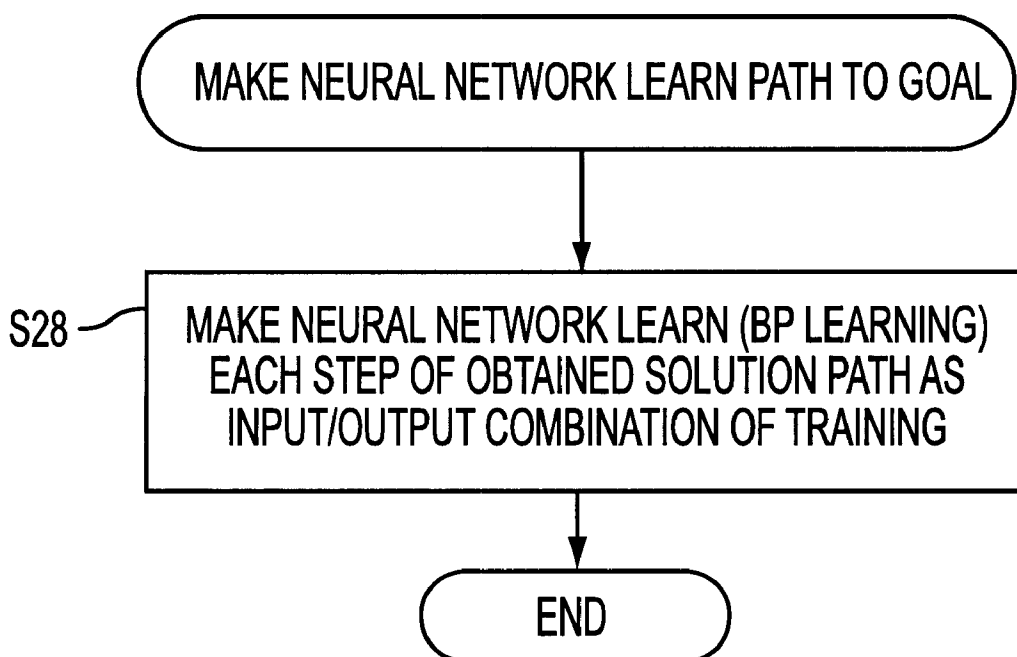 MAKE NEURAL NETWORK LEARN PATH TO GOAL
S28
MAKE NEURAL NETWORK LEARN (BP LEARNING)
EACH STEP OF OBTAINED SOLUTION PATH AS
INPUT/OUTPUT COMBINATION OF TRAINING
END